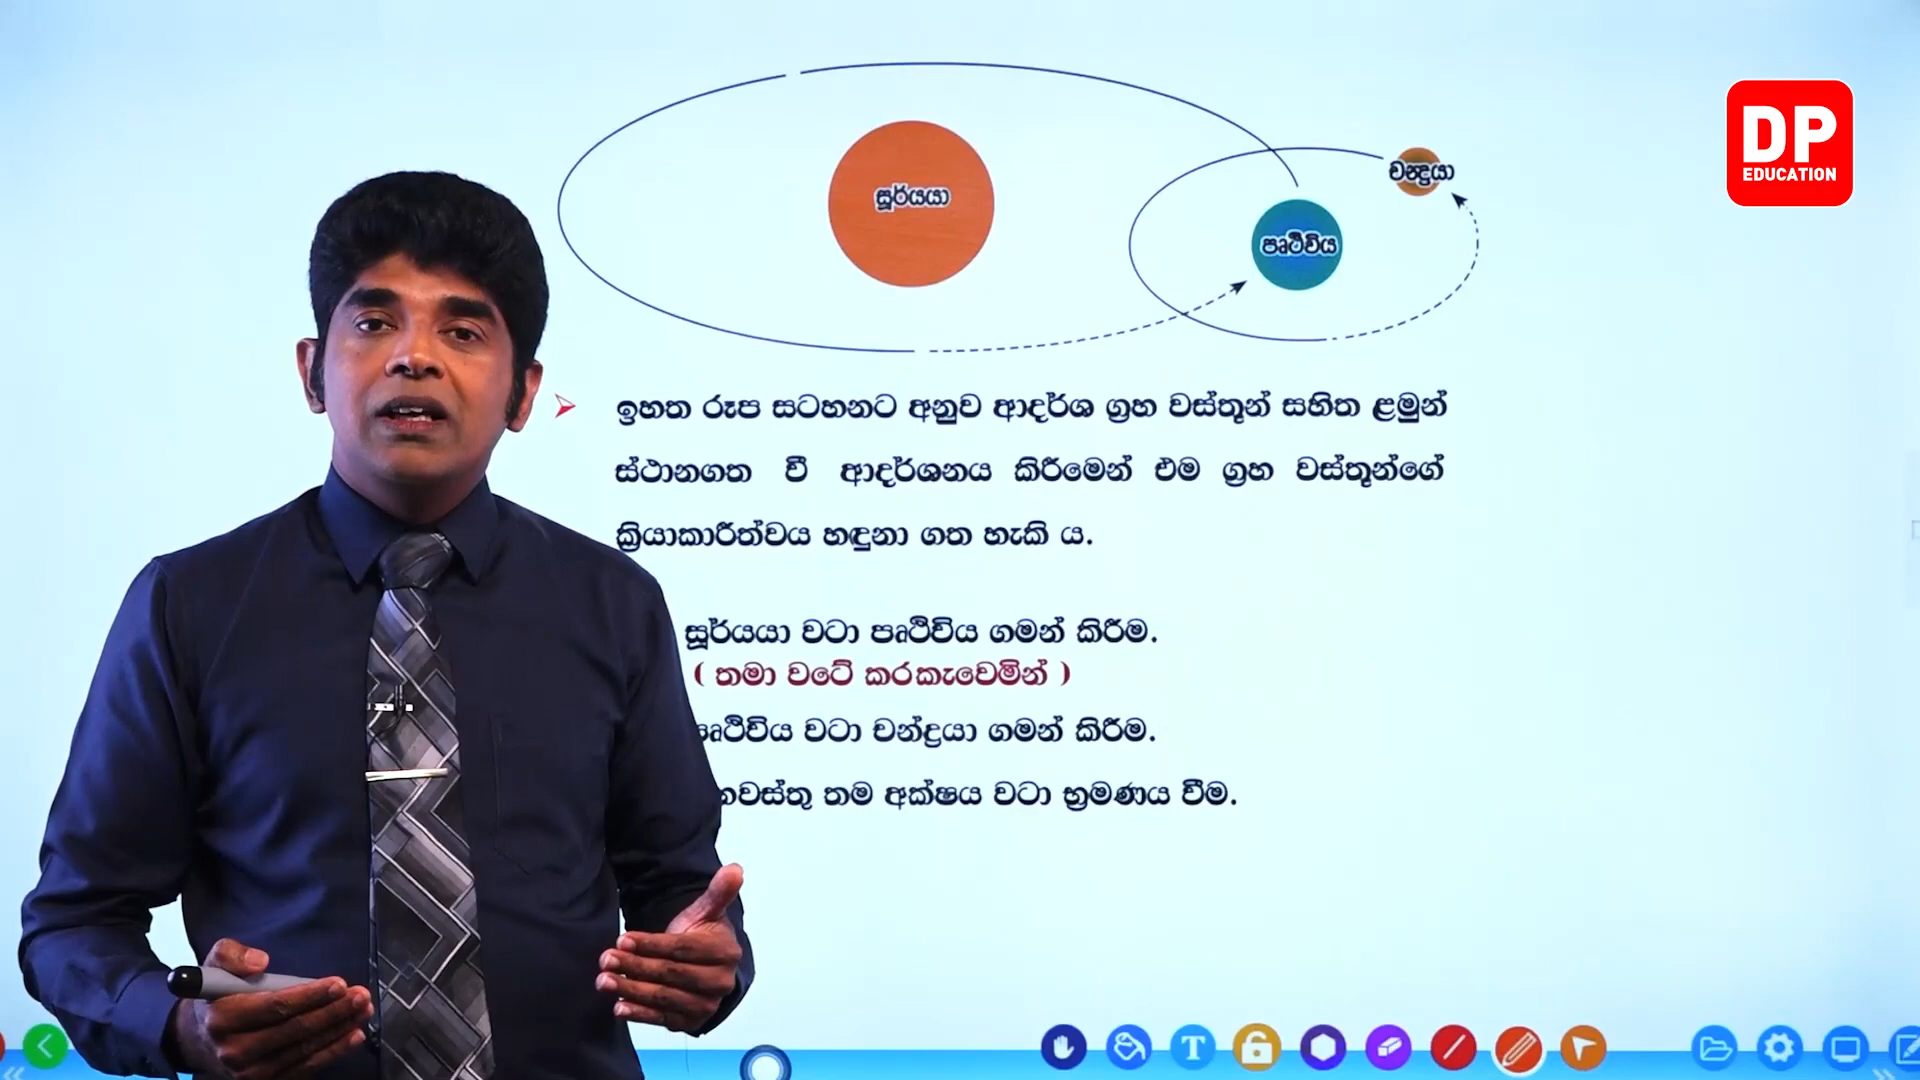 සූර්යයා
චන්ද්‍රයා
පෘථිවිය
DP
EDUCATION
ඉහත රූප සටහනට අනුව ආදර්ශ ග්‍රහ වස්තූන් සහිත ළමුන්
ස්ථානගත වී ආදර්ශනය කිරීමෙන් එම ග්‍රහ වස්තූන්ගේ
ක්‍රියාකාරීත්වය හඳුනා ගත හැකි ය.
සූර්යයා වටා පෘථිවිය ගමන් කිරීම.
( තමා වටේ කරකැවෙමින් )
පෘථිවිය වටා චන්ද්‍රයා ගමන් කිරීම.
තම අක්ෂය වටා භ්‍රමණය වීම.
T